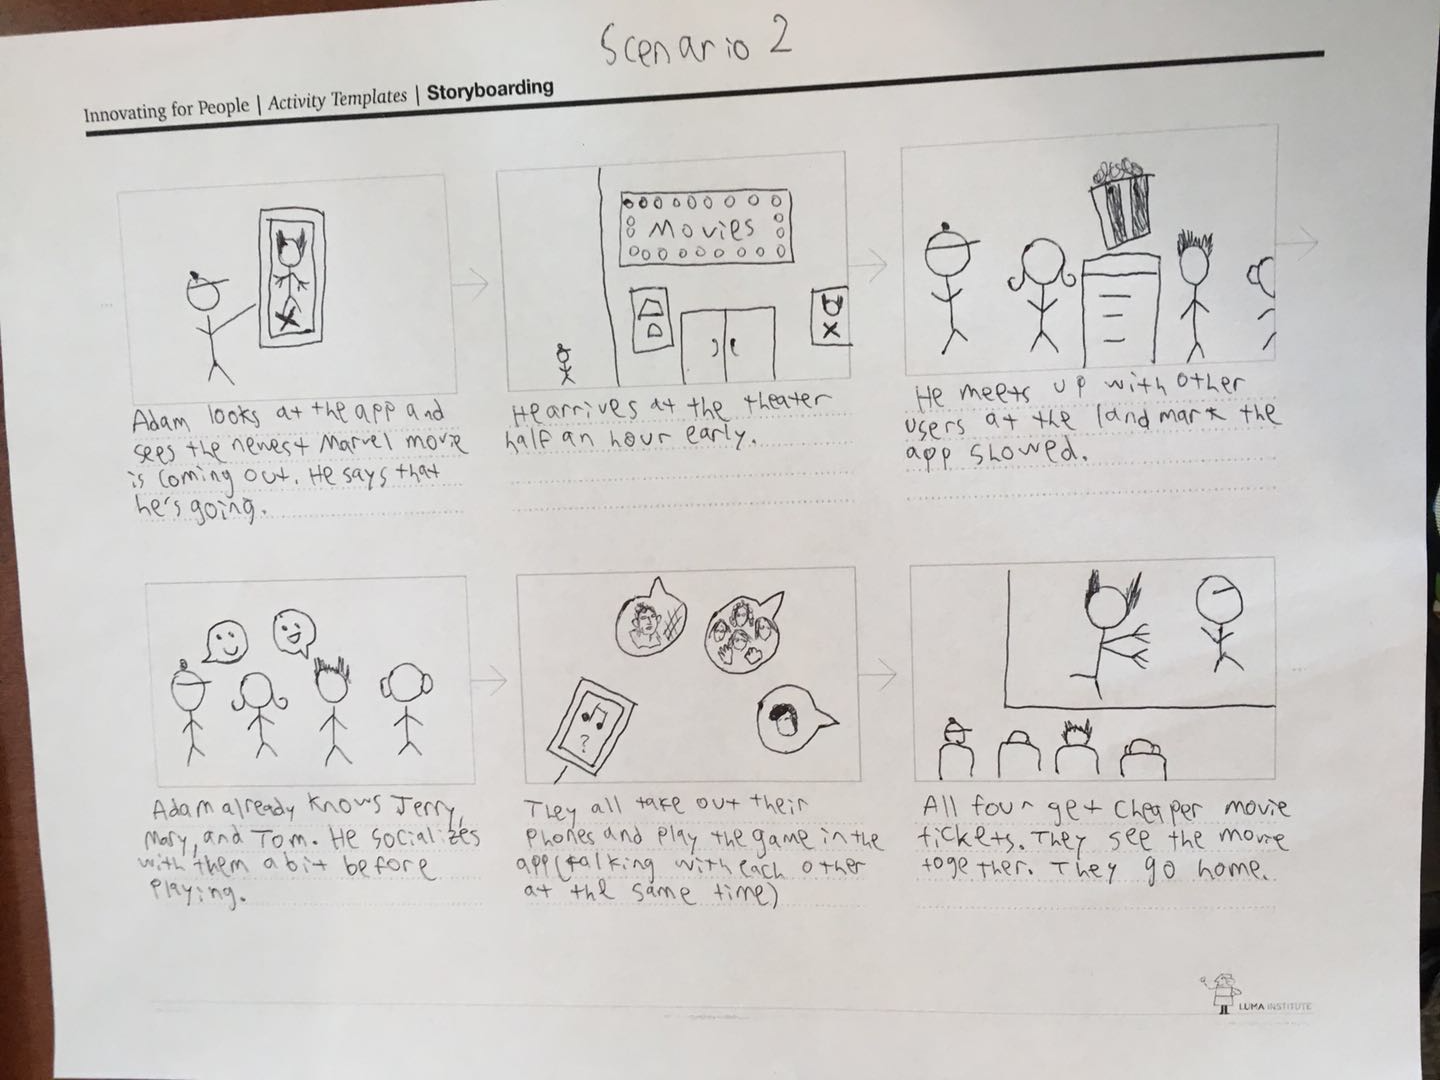 Scenario 2
Innovating for People | Activity Templates | Storyboarding
Movies
Adam looks at the app and
sees the newest Marvel movie
is coming out. He says that
he's going.
He arrives at the theater
half an hour early.
He meets up with other
users at the landmark the
app showed.
?
Adam already knows Jerry,
Mary, and Tom. He socializes
with them a bit before
playing.
They all take out their
phones and play the game in the
app (talking with each other
at the same time)
All four get cheaper movie
tickets. They see the movie
together. They go home.
LUMA INSTITUTE